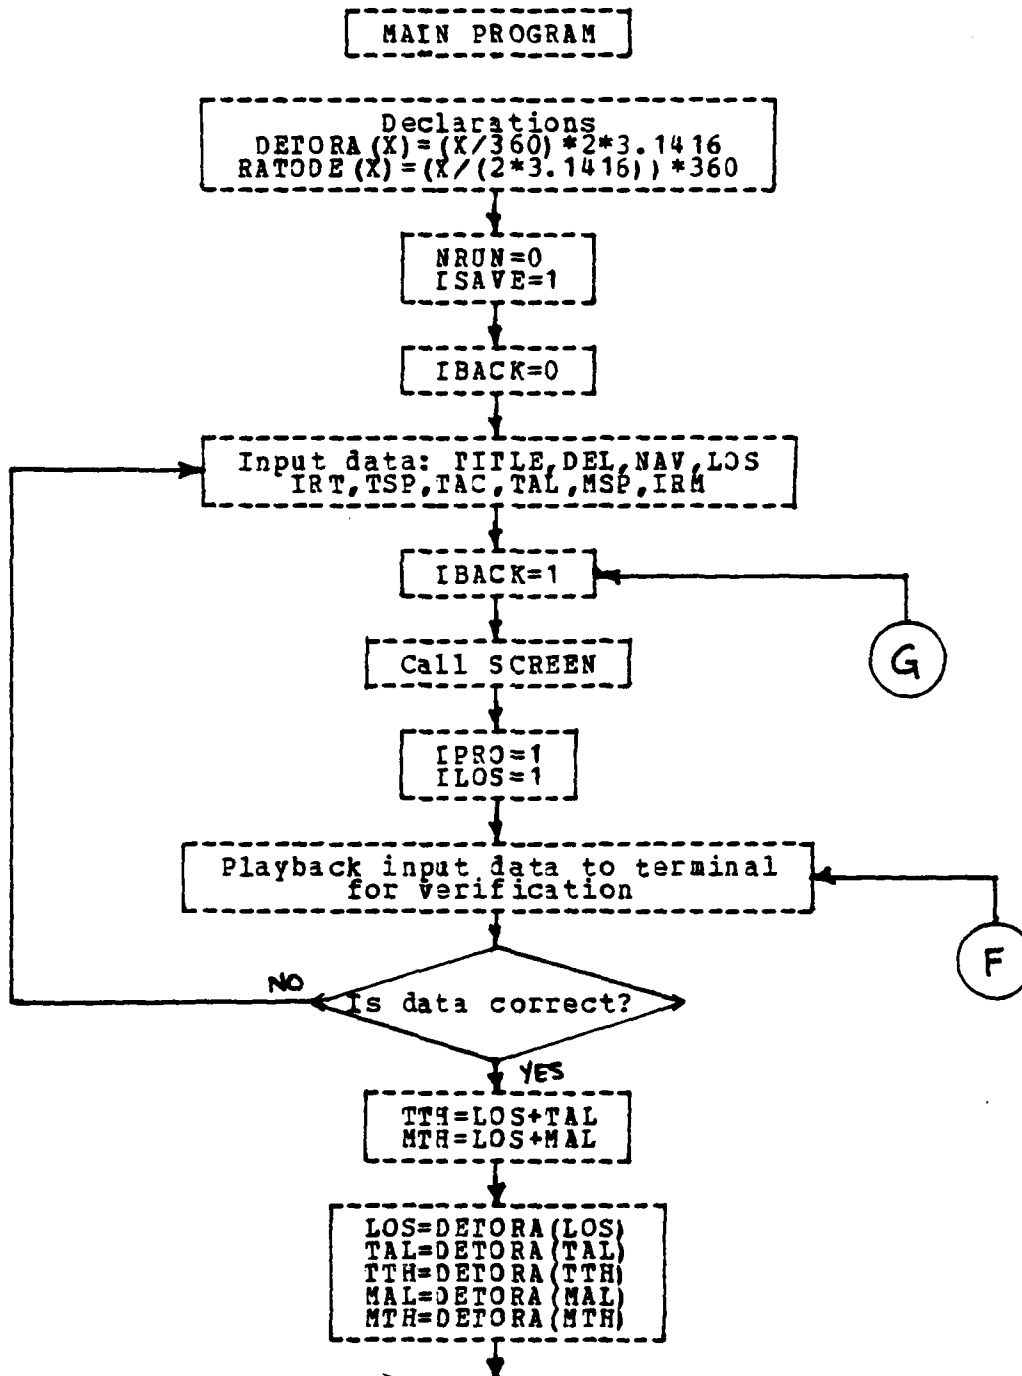 MAIN PROGRAM
Declarations
DETORA(X)=(X/360)*2*3.1416
RATODE(X)=(X/(2*3.1416))*360
NRUN=0
ISAVE=1
IBACK=0
Input data: TITLE,DEL,NAV,LOS
IRT,TSP,TAC,TAL,MSP,IRM
IBACK=1
G
Call SCREEN
IPRO=1
ILOS=1
Playback input data to terminal
for verification
F
NO
Is data correct?
YES
TTH=LOS+TAL
MTH=LOS+MAL
LOS=DETORA(LOS)
TAL=DETORA(TAL)
TTH=DETORA(TTH)
MAL=DETORA(MAL)
MTH=DETORA(MTH)